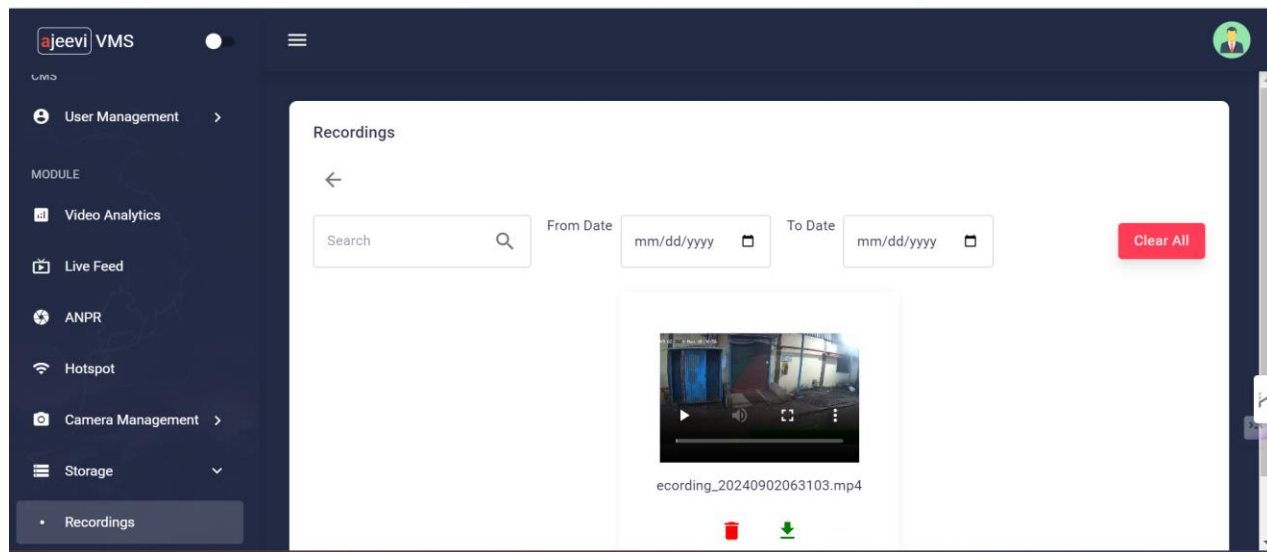 ajeevi VMS
CMS
User Management
MODULE
Video Analytics
Live Feed
ANPR
Hotspot
Camera Management
Storage
Recordings
Recordings
Search
From Date
mm/dd/yyyy
To Date
mm/dd/yyyy
Clear All
ecording_20240902063103.mp4